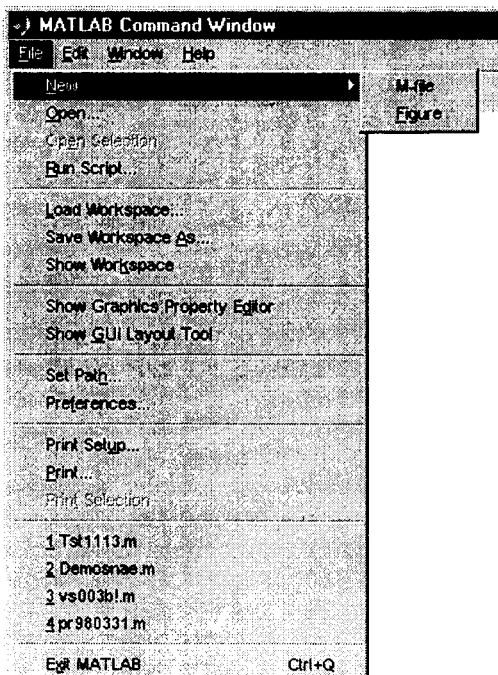 MATLAB Command Window
File Edit Window Help
New
M-file
Figure
Open...
Open Selection
Run Script...
Load Workspace...
Save Workspace As...
Show Workspace
Show Graphics Property Editor
Show GUI Layout Tool
Set Path...
Preferences...
Print Setup...
Print...
Print Selection
1 Tst1113.m
2 Demosnae.m
3 vs003b!.m
4 pr980331.m
Exit MATLAB Ctrl+Q